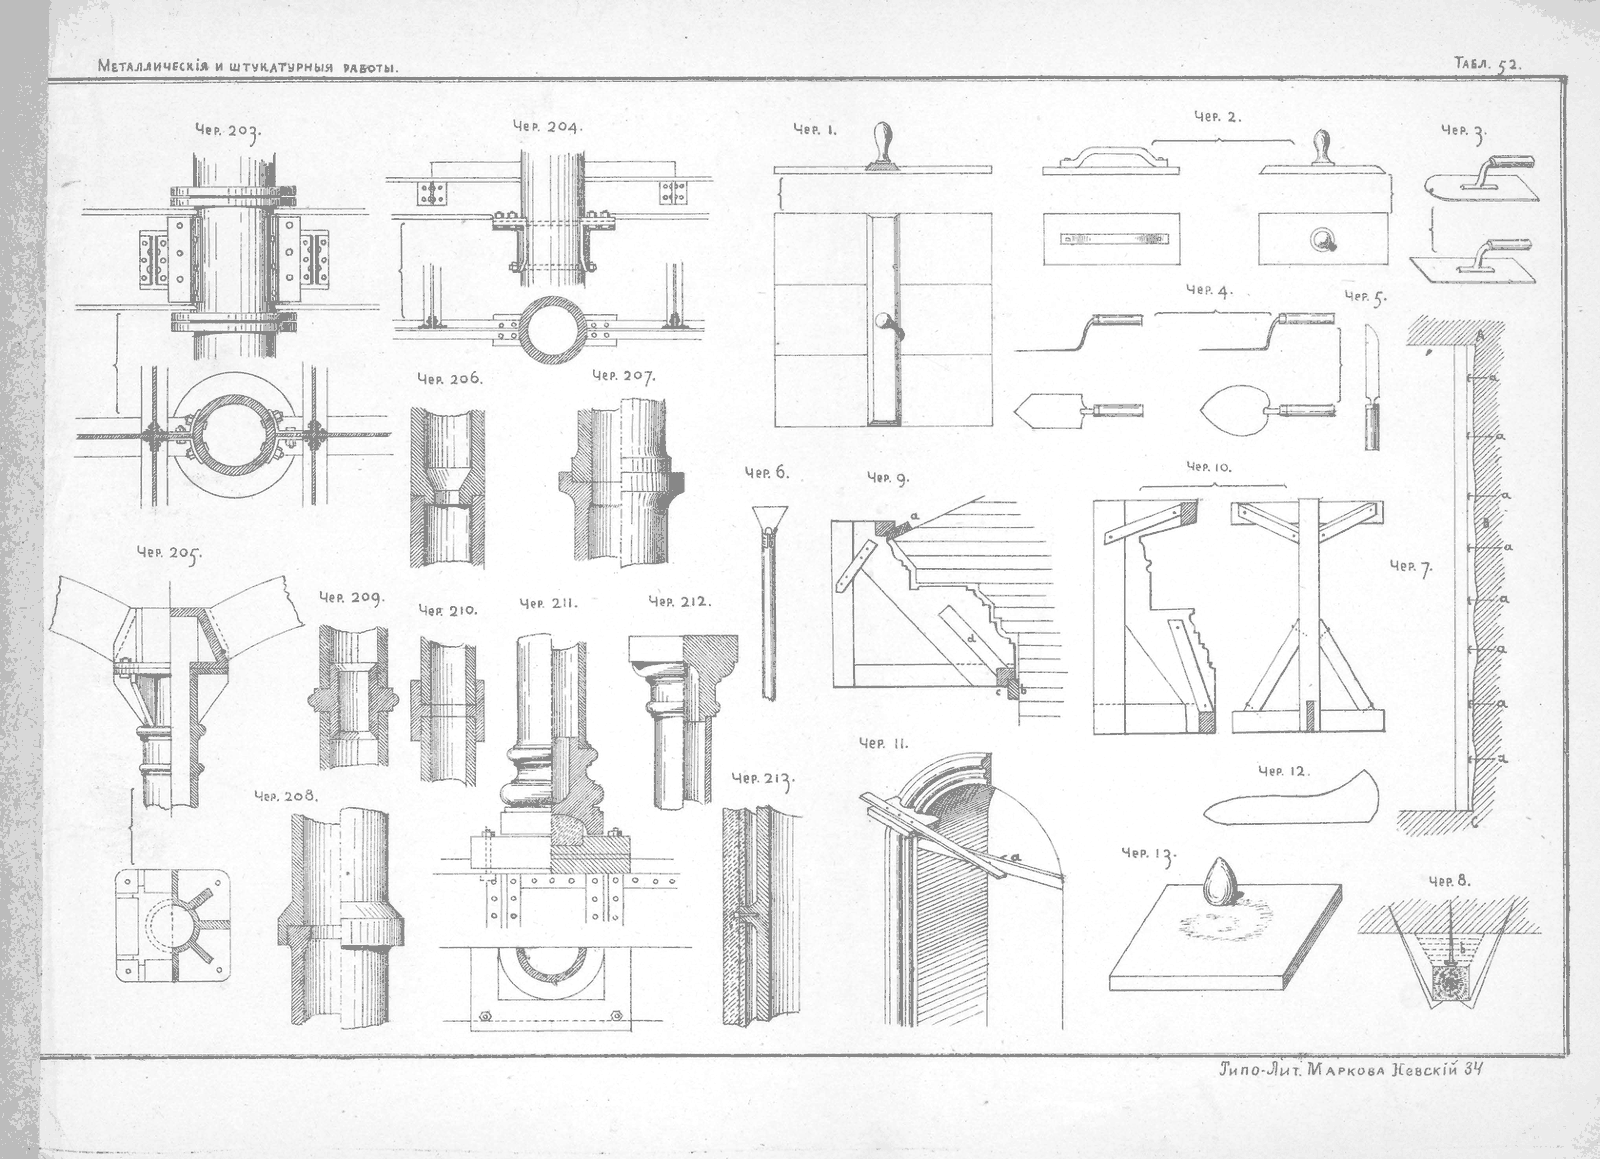 Металлическія и штукатурныя работы.
Табл. 52.
Чер. 203.
Чер. 204.
Чер. 1.
Чер. 2.
Чер. 3.
Чер. 4.
Чер. 5.
A
a
a
a
B
a
a
a
a
a
C
Чер. 206.
Чер. 207.
Чер. 6.
Чер. 9.
a
d
c
b
Чер. 10.
Чер. 7.
Чер. 205.
Чер. 209.
Чер. 210.
Чер. 211.
Чер. 212.
Чер. 208.
Чер. 213.
Чер. 11.
a
Чер. 12.
Чер. 13.
Чер. 8.
b
Типо-Лит. Маркова Невскій 34